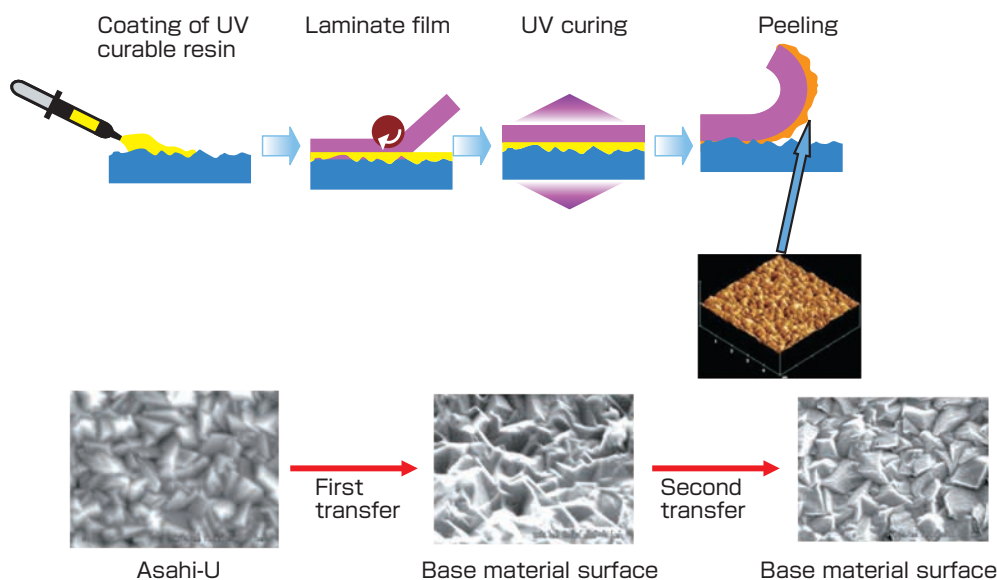 Coating of UV
curable resin
Laminate film
UV curing
Peeling
First
transfer
Second
transfer
Asahi-U
Base material surface
Base material surface